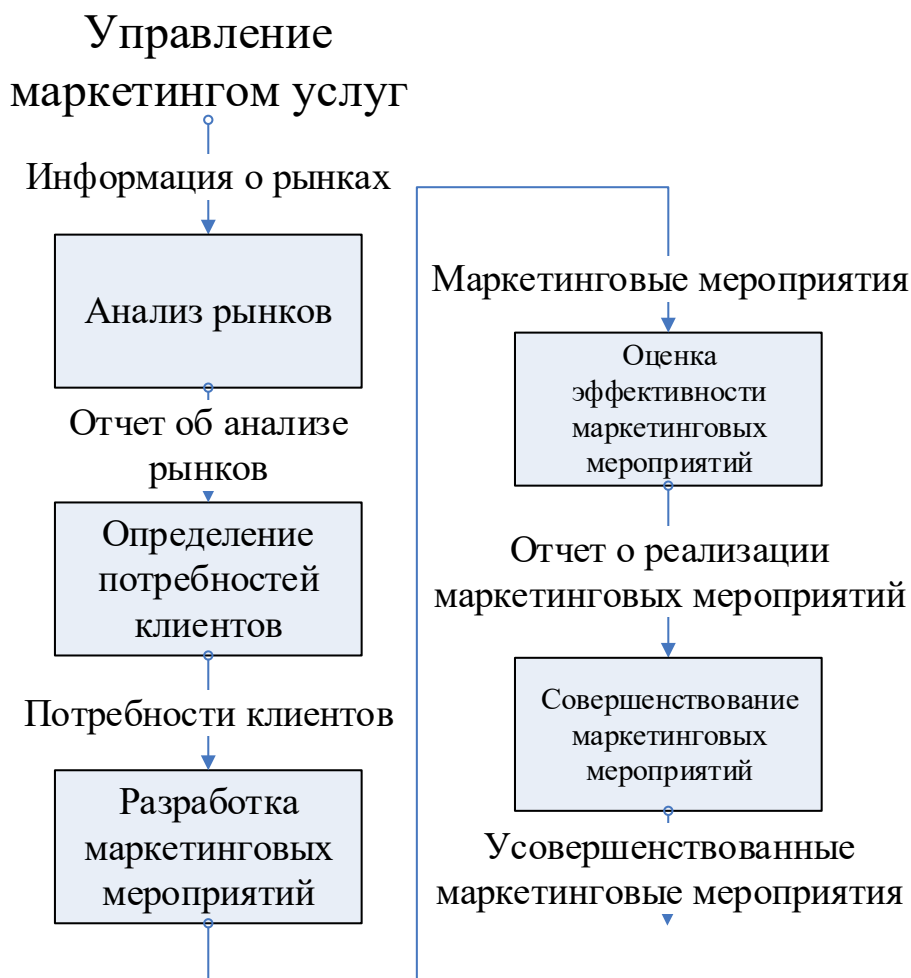 Управление
маркетингом услуг
Информация о рынках
Анализ рынков
Отчет об анализе
рынков
Определение
потребностей
клиентов
Потребности клиентов
Разработка
маркетинговых
мероприятий
Маркетинговые мероприятия
Оценка
эффективности
маркетинговых
мероприятий
Отчет о реализации
маркетинговых мероприятий
Совершенствование
маркетинговых
мероприятий
Усовершенствованные
маркетинговые мероприятия